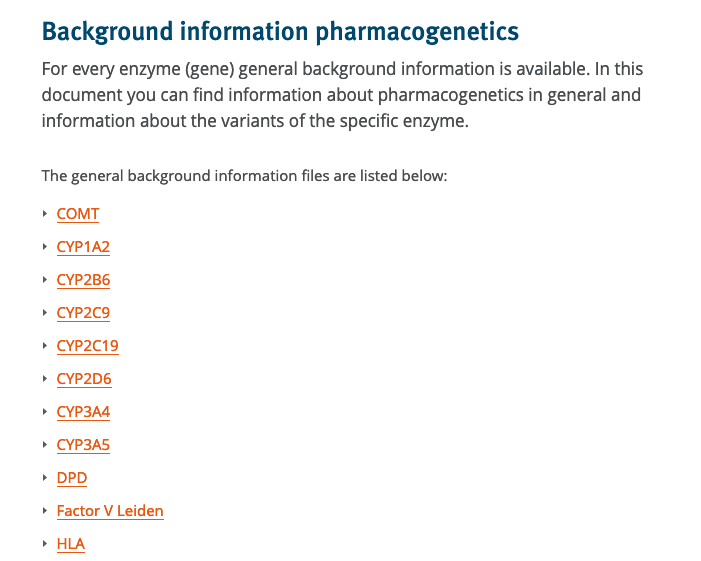 Background information pharmacogenetics
For every enzyme (gene) general background information is available. In this
document you can find information about pharmacogenetics in general and
information about the variants of the specific enzyme.
The general background information files are listed below:
COMT
CYP1A2
CYP2B6
CYP2C9
CYP2C19
CYP2D6
CYP3A4
CYP3A5
DPD
Factor V Leiden
HLA